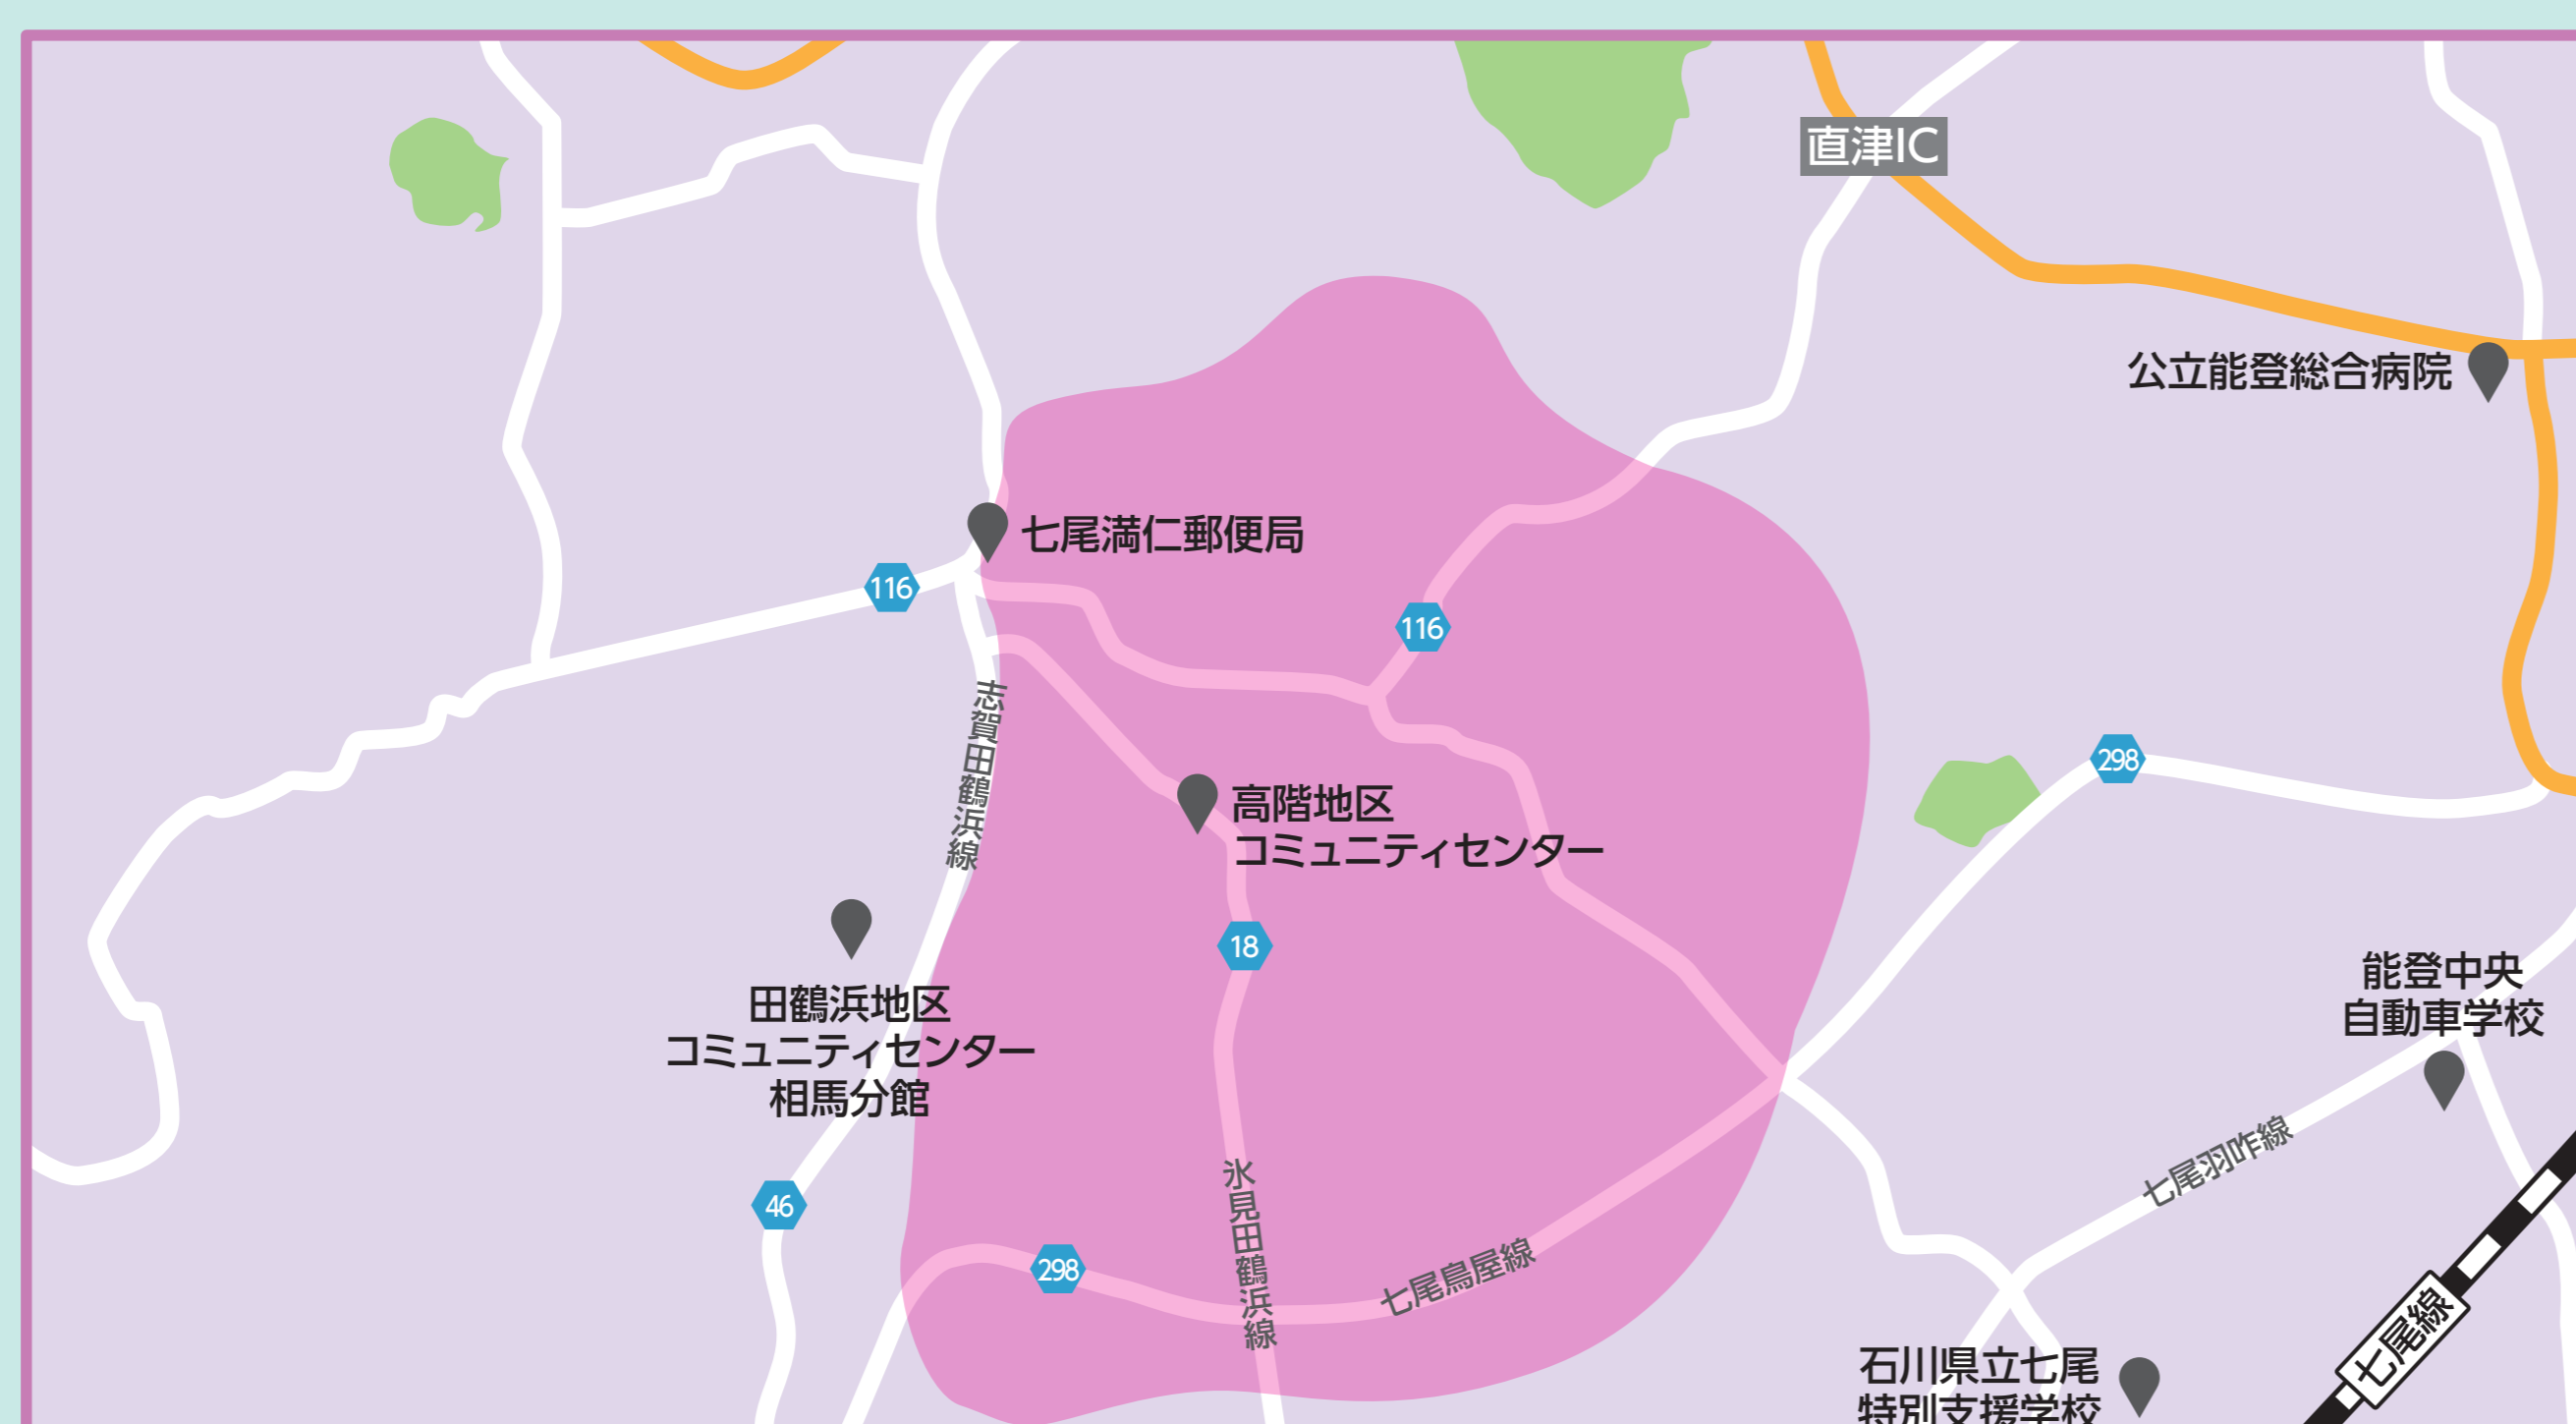 直津IC
公立能登総合病院
七尾満仁郵便局
116
116
志賀田鶴浜線
298
高階地区
コミュニティセンター
18
田鶴浜地区
コミュニティセンター
相馬分館
能登中央
自動車学校
七尾羽咋線
46
氷見田鶴浜線
298
七尾鳥屋線
七尾線
石川県立七尾
特別支援学校